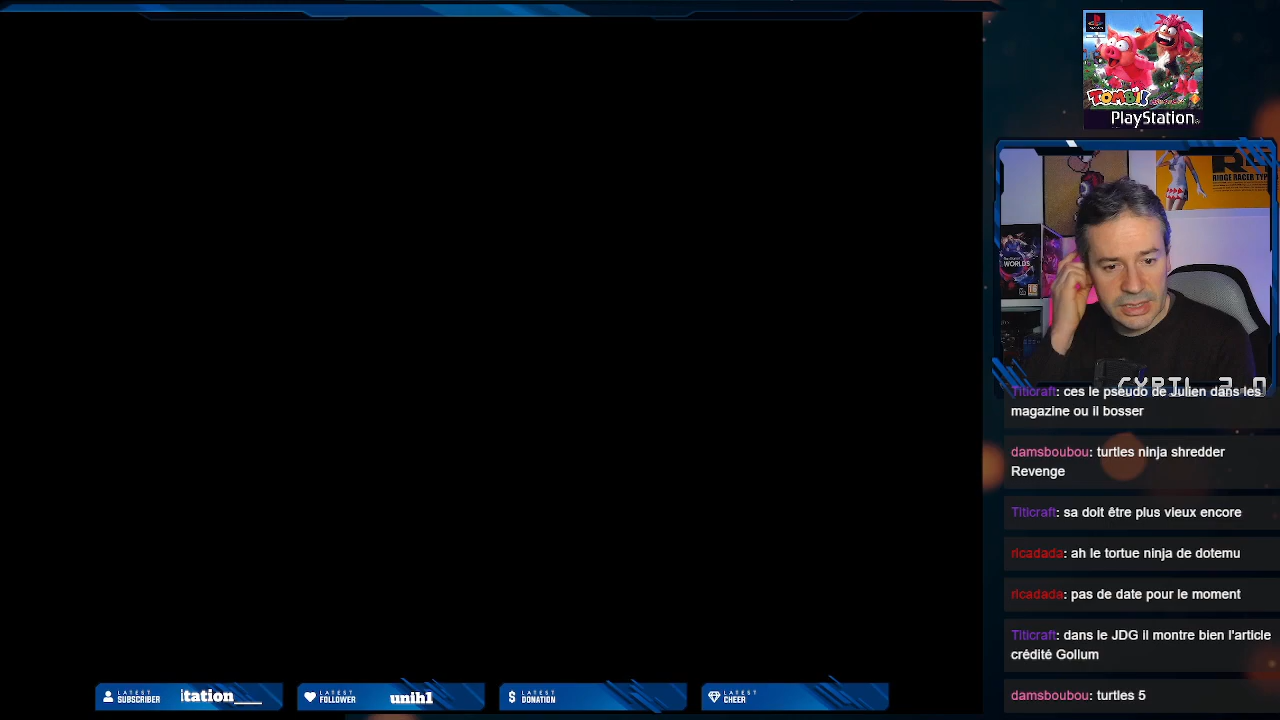 TOMBI!
PlayStation
RIDGE RACER TYP
WORLDS
CYRIL 2.0
Titicraft: ces le pseudo de Julien dans les
magazine ou il bosser
damsboubou: turtles ninja shredder
Revenge
Titicraft: sa doit être plus vieux encore
ricadada: ah le tortue ninja de dotemu
ricadada: pas de date pour le moment
Titicraft: dans le JDG il montre bien l'article
crédité Gollum
damsboubou: turtles 5
LATEST
SUBSCRIBER
itation____
LATEST
FOLLOWER
unih1
LATEST
DONATION
LATEST
CHEER